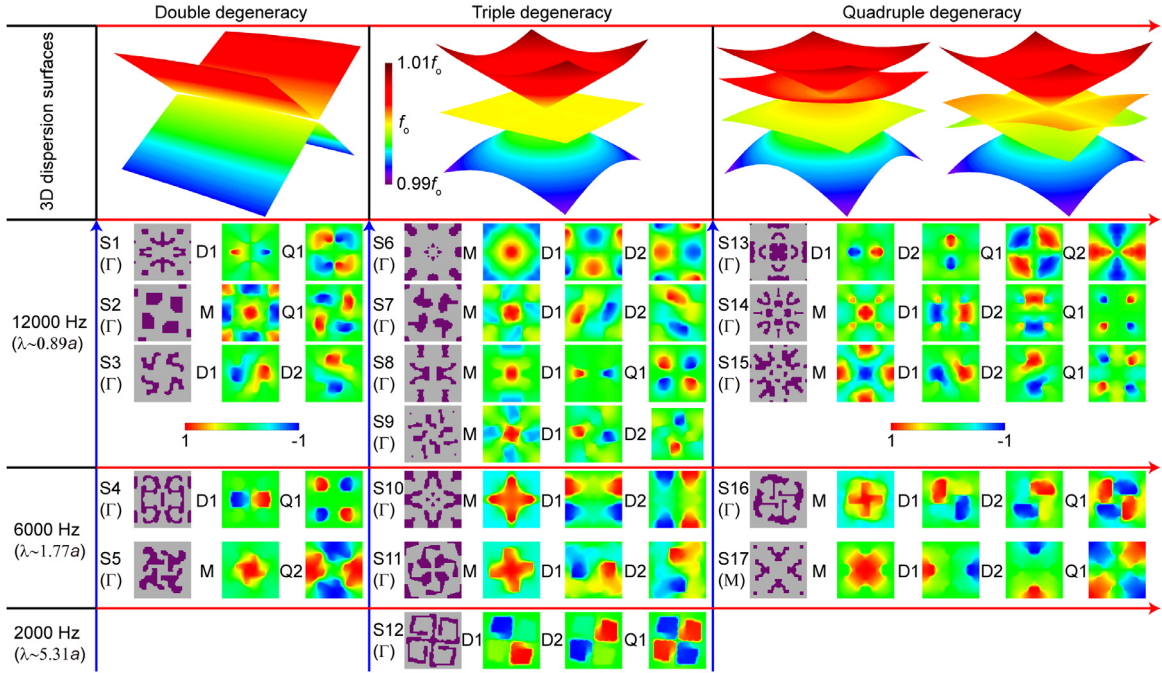 Double degeneracy
Triple degeneracy
Quadruple degeneracy
3D dispersion surfaces
1.01fo
fo
0.99fo
12000 Hz
(λ~0.89a)
S1
(Γ)
D1
Q1
S2
(Γ)
M
Q1
S3
(Γ)
D1
D2
1
-1
S6
(Γ)
M
D1
D2
S7
(Γ)
M
D1
D2
S8
(Γ)
M
D1
Q1
S9
(Γ)
M
D1
D2
S13
(Γ)
D1
D2
Q1
Q2
S14
(Γ)
M
D1
D2
Q1
S15
(Γ)
M
D1
D2
Q1
1
-1
6000 Hz
(λ~1.77a)
S4
(Γ)
D1
Q1
S5
(Γ)
M
Q2
S10
(Γ)
M
D1
D2
S11
(Γ)
M
D1
D2
S16
(Γ)
M
D1
D2
Q1
S17
(M)
M
D1
D2
Q1
2000 Hz
(λ~5.31a)
S12
(Γ)
D1
D2
Q1